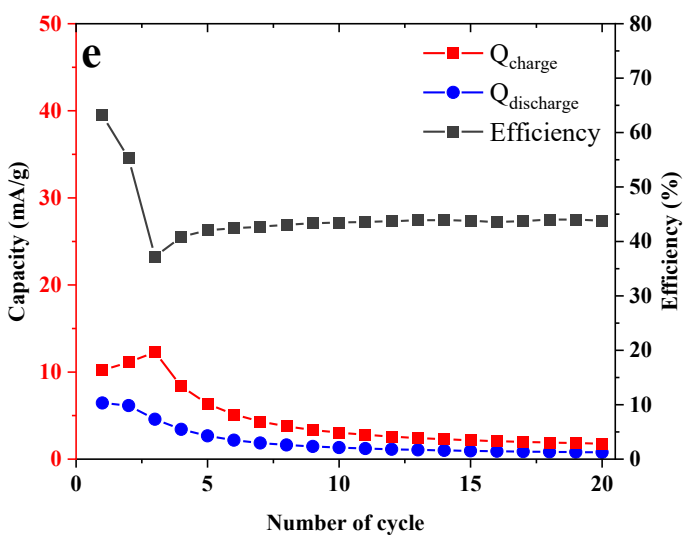 e
Q_charge
Q_discharge
Efficiency
Capacity (mA/g)
50
40
30
20
10
0
80
70
60
50
40
30
20
10
0
Efficiency (%)
0 5 10 15 20
Number of cycle